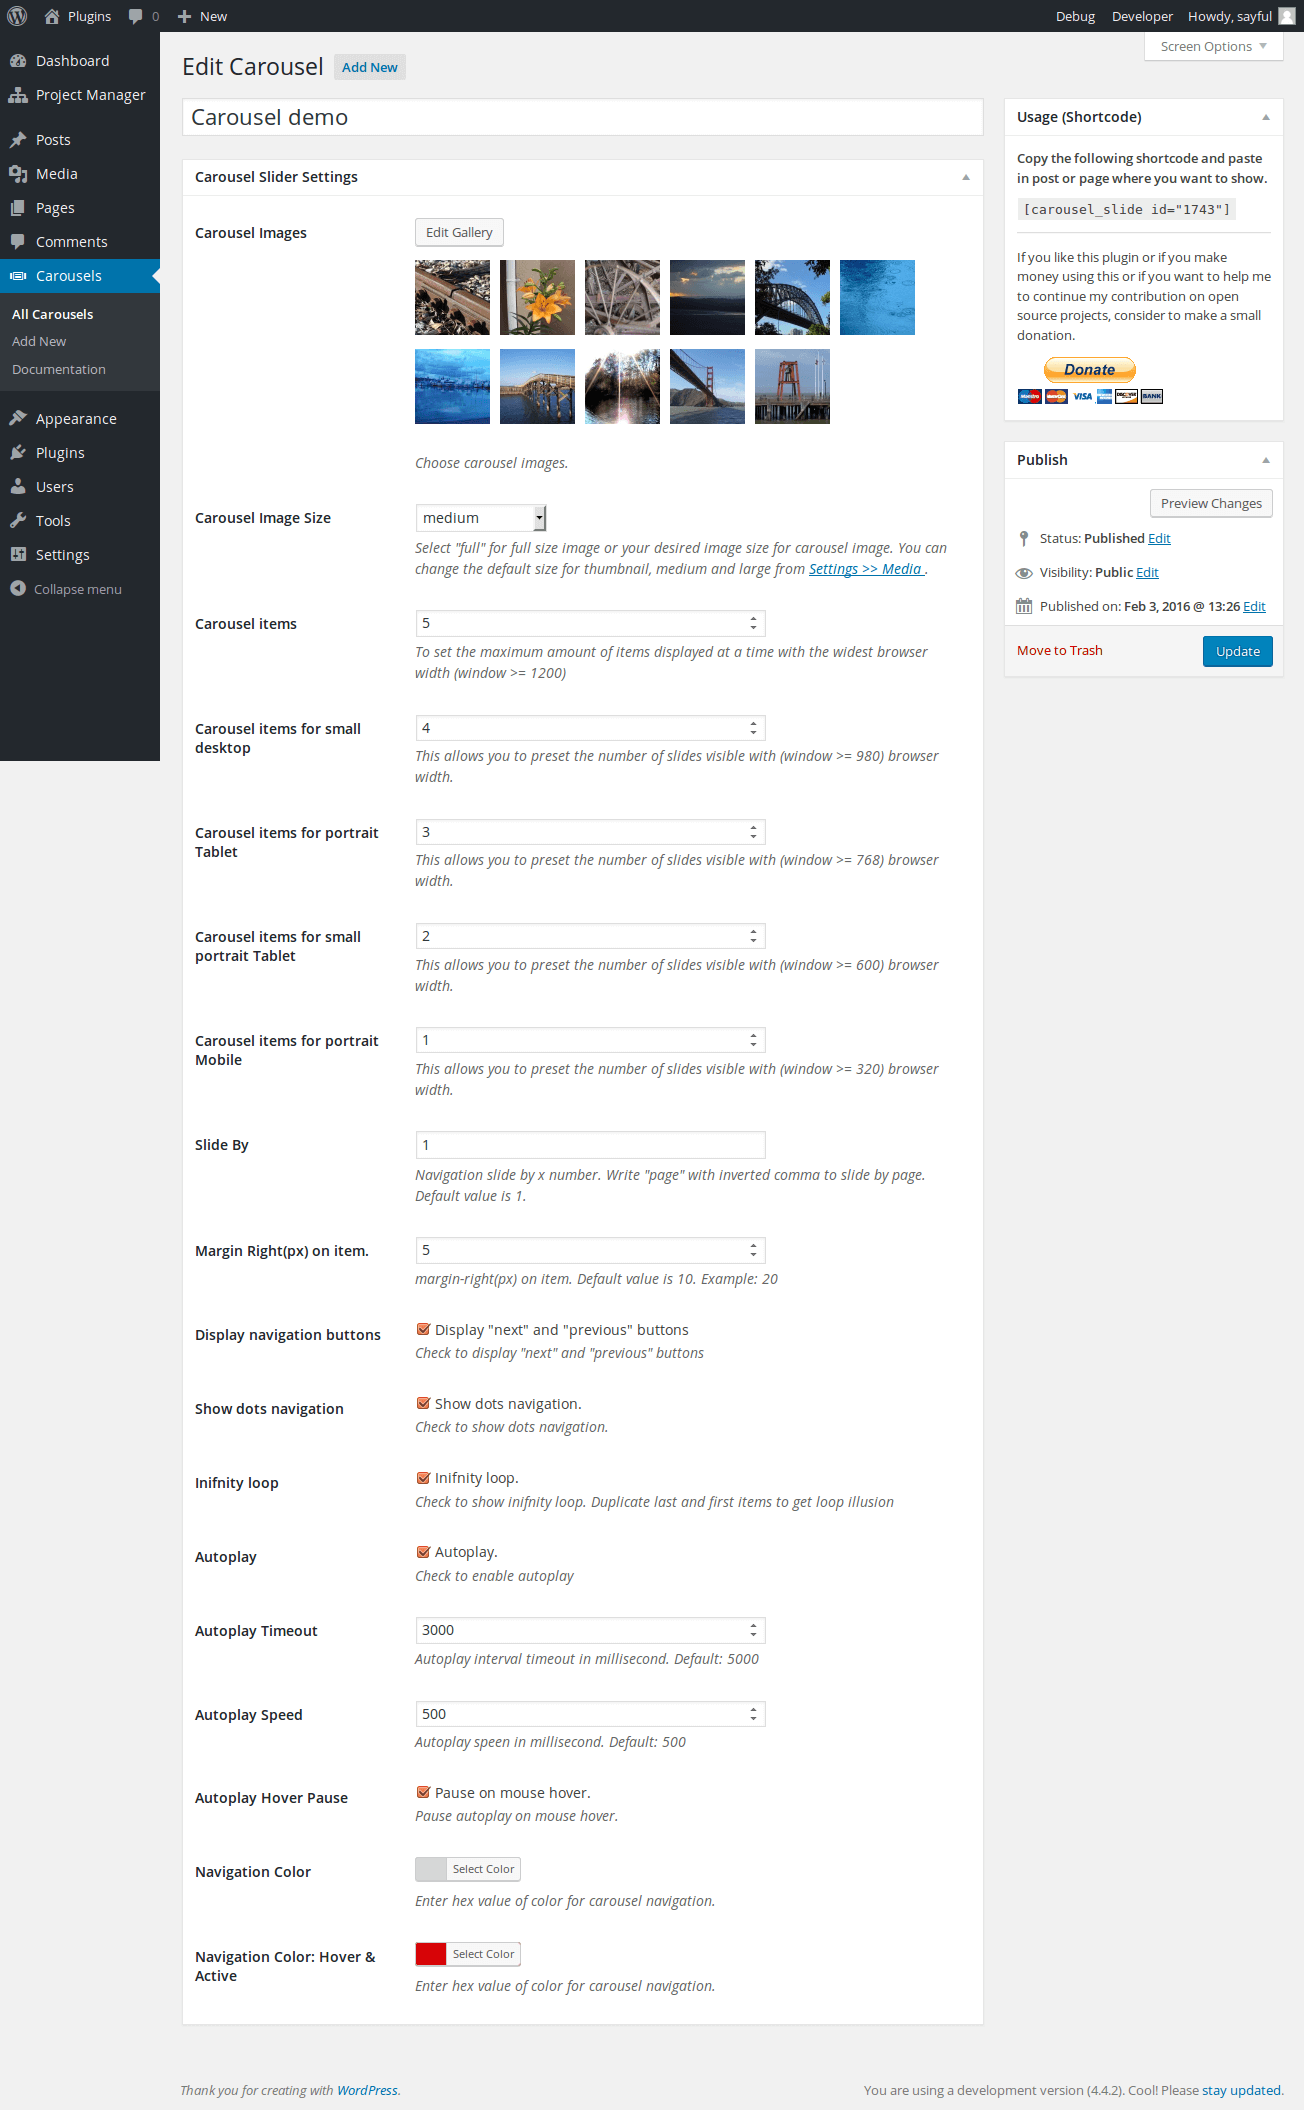 Plugins 0 New Debug Developer Howdy, sayful
Screen Options
Dashboard
Project Manager
Posts
Media
Pages
Comments
Carousels
All Carousels
Add New
Documentation
Appearance
Plugins
Users
Tools
Settings
Collapse menu
Edit Carousel Add New
Carousel demo
Carousel Slider Settings
Carousel Images Edit Gallery
Choose carousel images.
Carousel Image Size medium
Select "full" for full size image or your desired image size for carousel image. You can
change the default size for thumbnail, medium and large from Settings >> Media .
Carousel items 5
To set the maximum amount of items displayed at a time with the widest browser
width (window >= 1200)
Carousel items for small
desktop
4
This allows you to preset the number of slides visible with (window >= 980) browser
width.
Carousel items for portrait
Tablet
3
This allows you to preset the number of slides visible with (window >= 768) browser
width.
Carousel items for small
portrait Tablet
2
This allows you to preset the number of slides visible with (window >= 600) browser
width.
Carousel items for portrait
Mobile
1
This allows you to preset the number of slides visible with (window >= 320) browser
width.
Slide By 1
Navigation slide by x number. Write "page" with inverted comma to slide by page.
Default value is 1.
Margin Right(px) on item. 5
margin-right(px) on item. Default value is 10. Example: 20
Display navigation buttons Display "next" and "previous" buttons
Check to display "next" and "previous" buttons
Show dots navigation Show dots navigation.
Check to show dots navigation.
Inifnity loop Inifnity loop.
Check to show inifnity loop. Duplicate last and first items to get loop illusion
Autoplay Autoplay.
Check to enable autoplay
Autoplay Timeout 3000
Autoplay interval timeout in millisecond. Default: 5000
Autoplay Speed 500
Autoplay speen in millisecond. Default: 500
Autoplay Hover Pause Pause on mouse hover.
Pause autoplay on mouse hover.
Navigation Color Select Color
Enter hex value of color for carousel navigation.
Navigation Color: Hover &
Active
Select Color
Enter hex value of color for carousel navigation.
Usage (Shortcode)
Copy the following shortcode and paste
in post or page where you want to show.
[carousel_slide id="1743"]
If you like this plugin or if you make
money using this or if you want to help me
to continue my contribution on open
source projects, consider to make a small
donation.
Donate
VISA BANK
Publish
Preview Changes
Status: Published Edit
Visibility: Public Edit
Published on: Feb 3, 2016 @ 13:26 Edit
Move to Trash Update
Thank you for creating with WordPress. You are using a development version (4.4.2). Cool! Please stay updated.